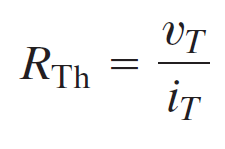 R_Th = v_T / i_T